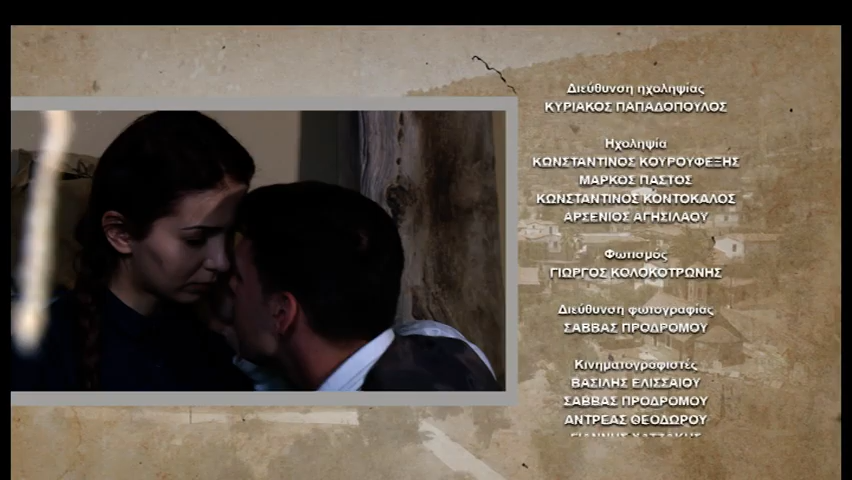 Διεύθυνση ηχοληψίας
ΚΥΡΙΑΚΟΣ ΠΑΠΑΔΟΠΟΥΛΟΣ
Ηχοληψία
ΚΩΝΣΤΑΝΤΙΝΟΣ ΚΟΥΡΟΥΦΕΞΗΣ
ΜΑΡΚΟΣ ΠΑΣΤΟΣ
ΚΩΝΣΤΑΝΤΙΝΟΣ ΚΟΝΤΟΚΑΛΟΣ
ΑΡΣΕΝΙΟΣ ΑΓΗΣΙΛΑΟΥ
Φωτισμός
ΓΙΩΡΓΟΣ ΚΟΛΟΚΟΤΡΩΝΗΣ
Διεύθυνση φωτογραφίας
ΣΑΒΒΑΣ ΠΡΟΔΡΟΜΟΥ
Κινηματογραφιστές
ΒΑΣΙΛΗΣ ΕΛΙΣΣΑΙΟΥ
ΣΑΒΒΑΣ ΠΡΟΔΡΟΜΟΥ
ΑΝΤΡΕΑΣ ΘΕΟΔΩΡΟΥ